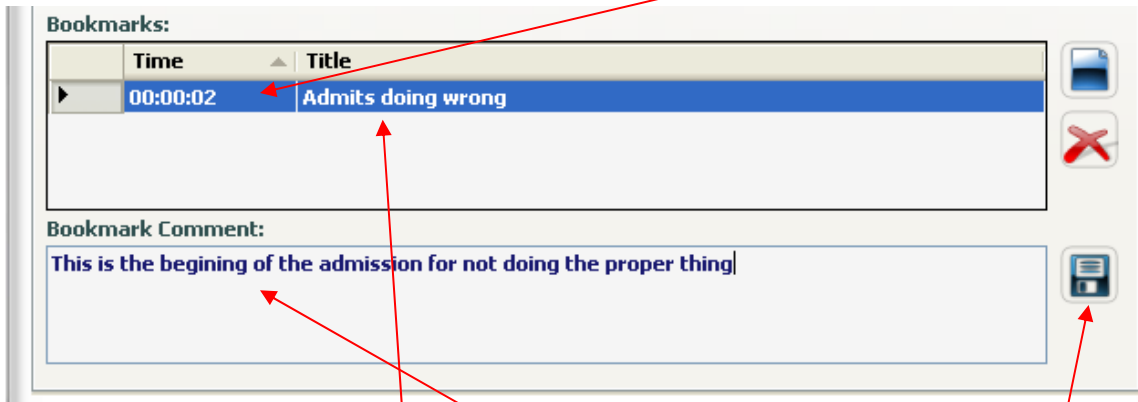 Bookmarks:
Time Title
00:00:02 Admits doing wrong
Bookmark Comment:
This is the begining of the admission for not doing the proper thing